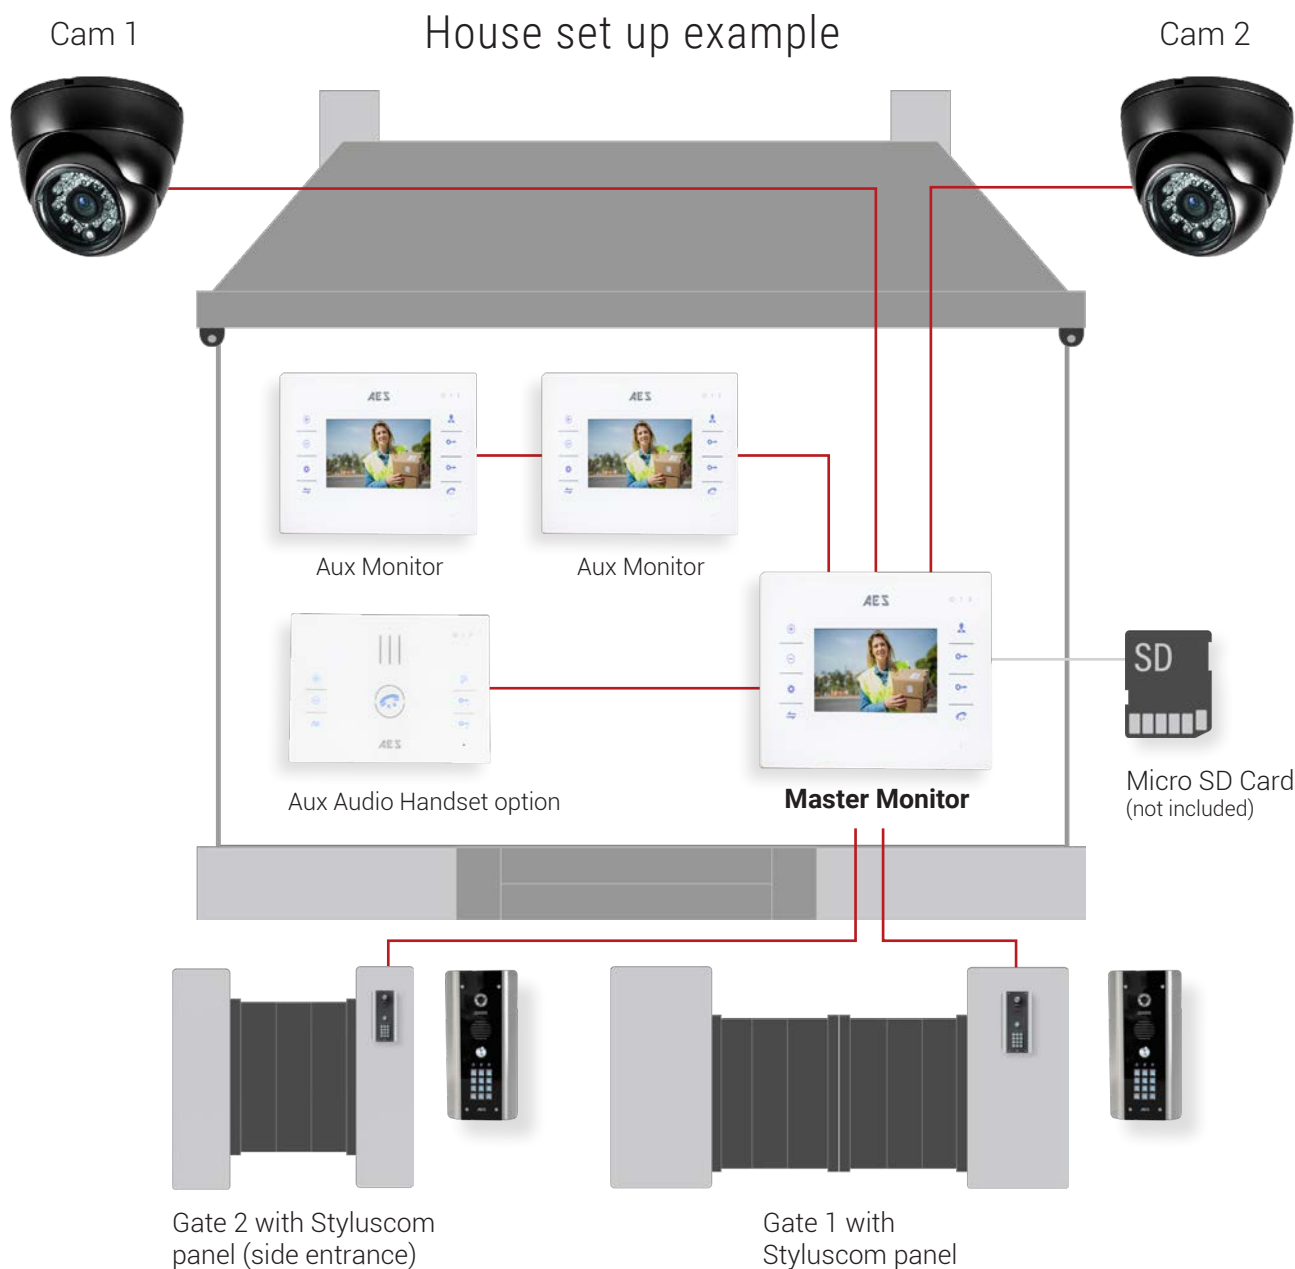 Cam 1
House set up example
Cam 2
AES
AES
Aux Monitor
Aux Monitor
AES
AES
SD
Aux Audio Handset option
Master Monitor
Micro SD Card
(not included)
AES
AES
Gate 2 with Styluscom
panel (side entrance)
Gate 1 with
Styluscom panel